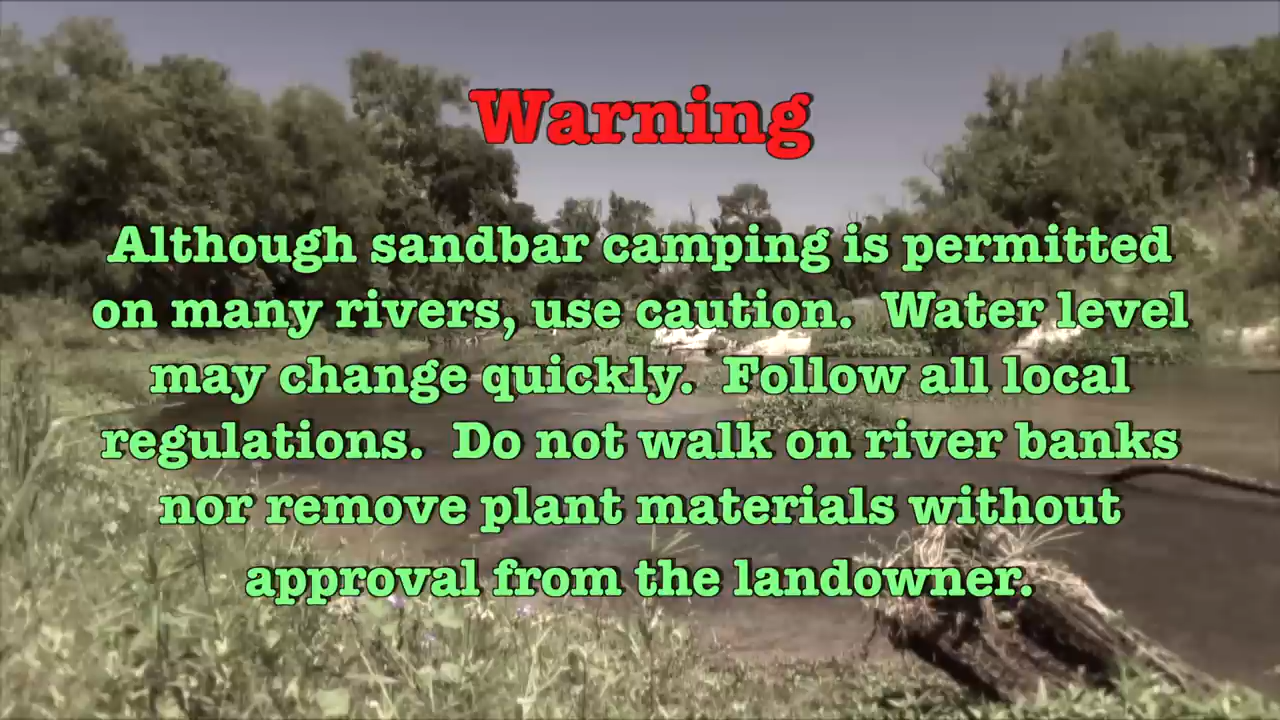 Warning
Although sandbar camping is permitted
on many rivers, use caution.  Water level
may change quickly.  Follow all local
regulations.  Do not walk on river banks
nor remove plant materials without
approval from the landowner.